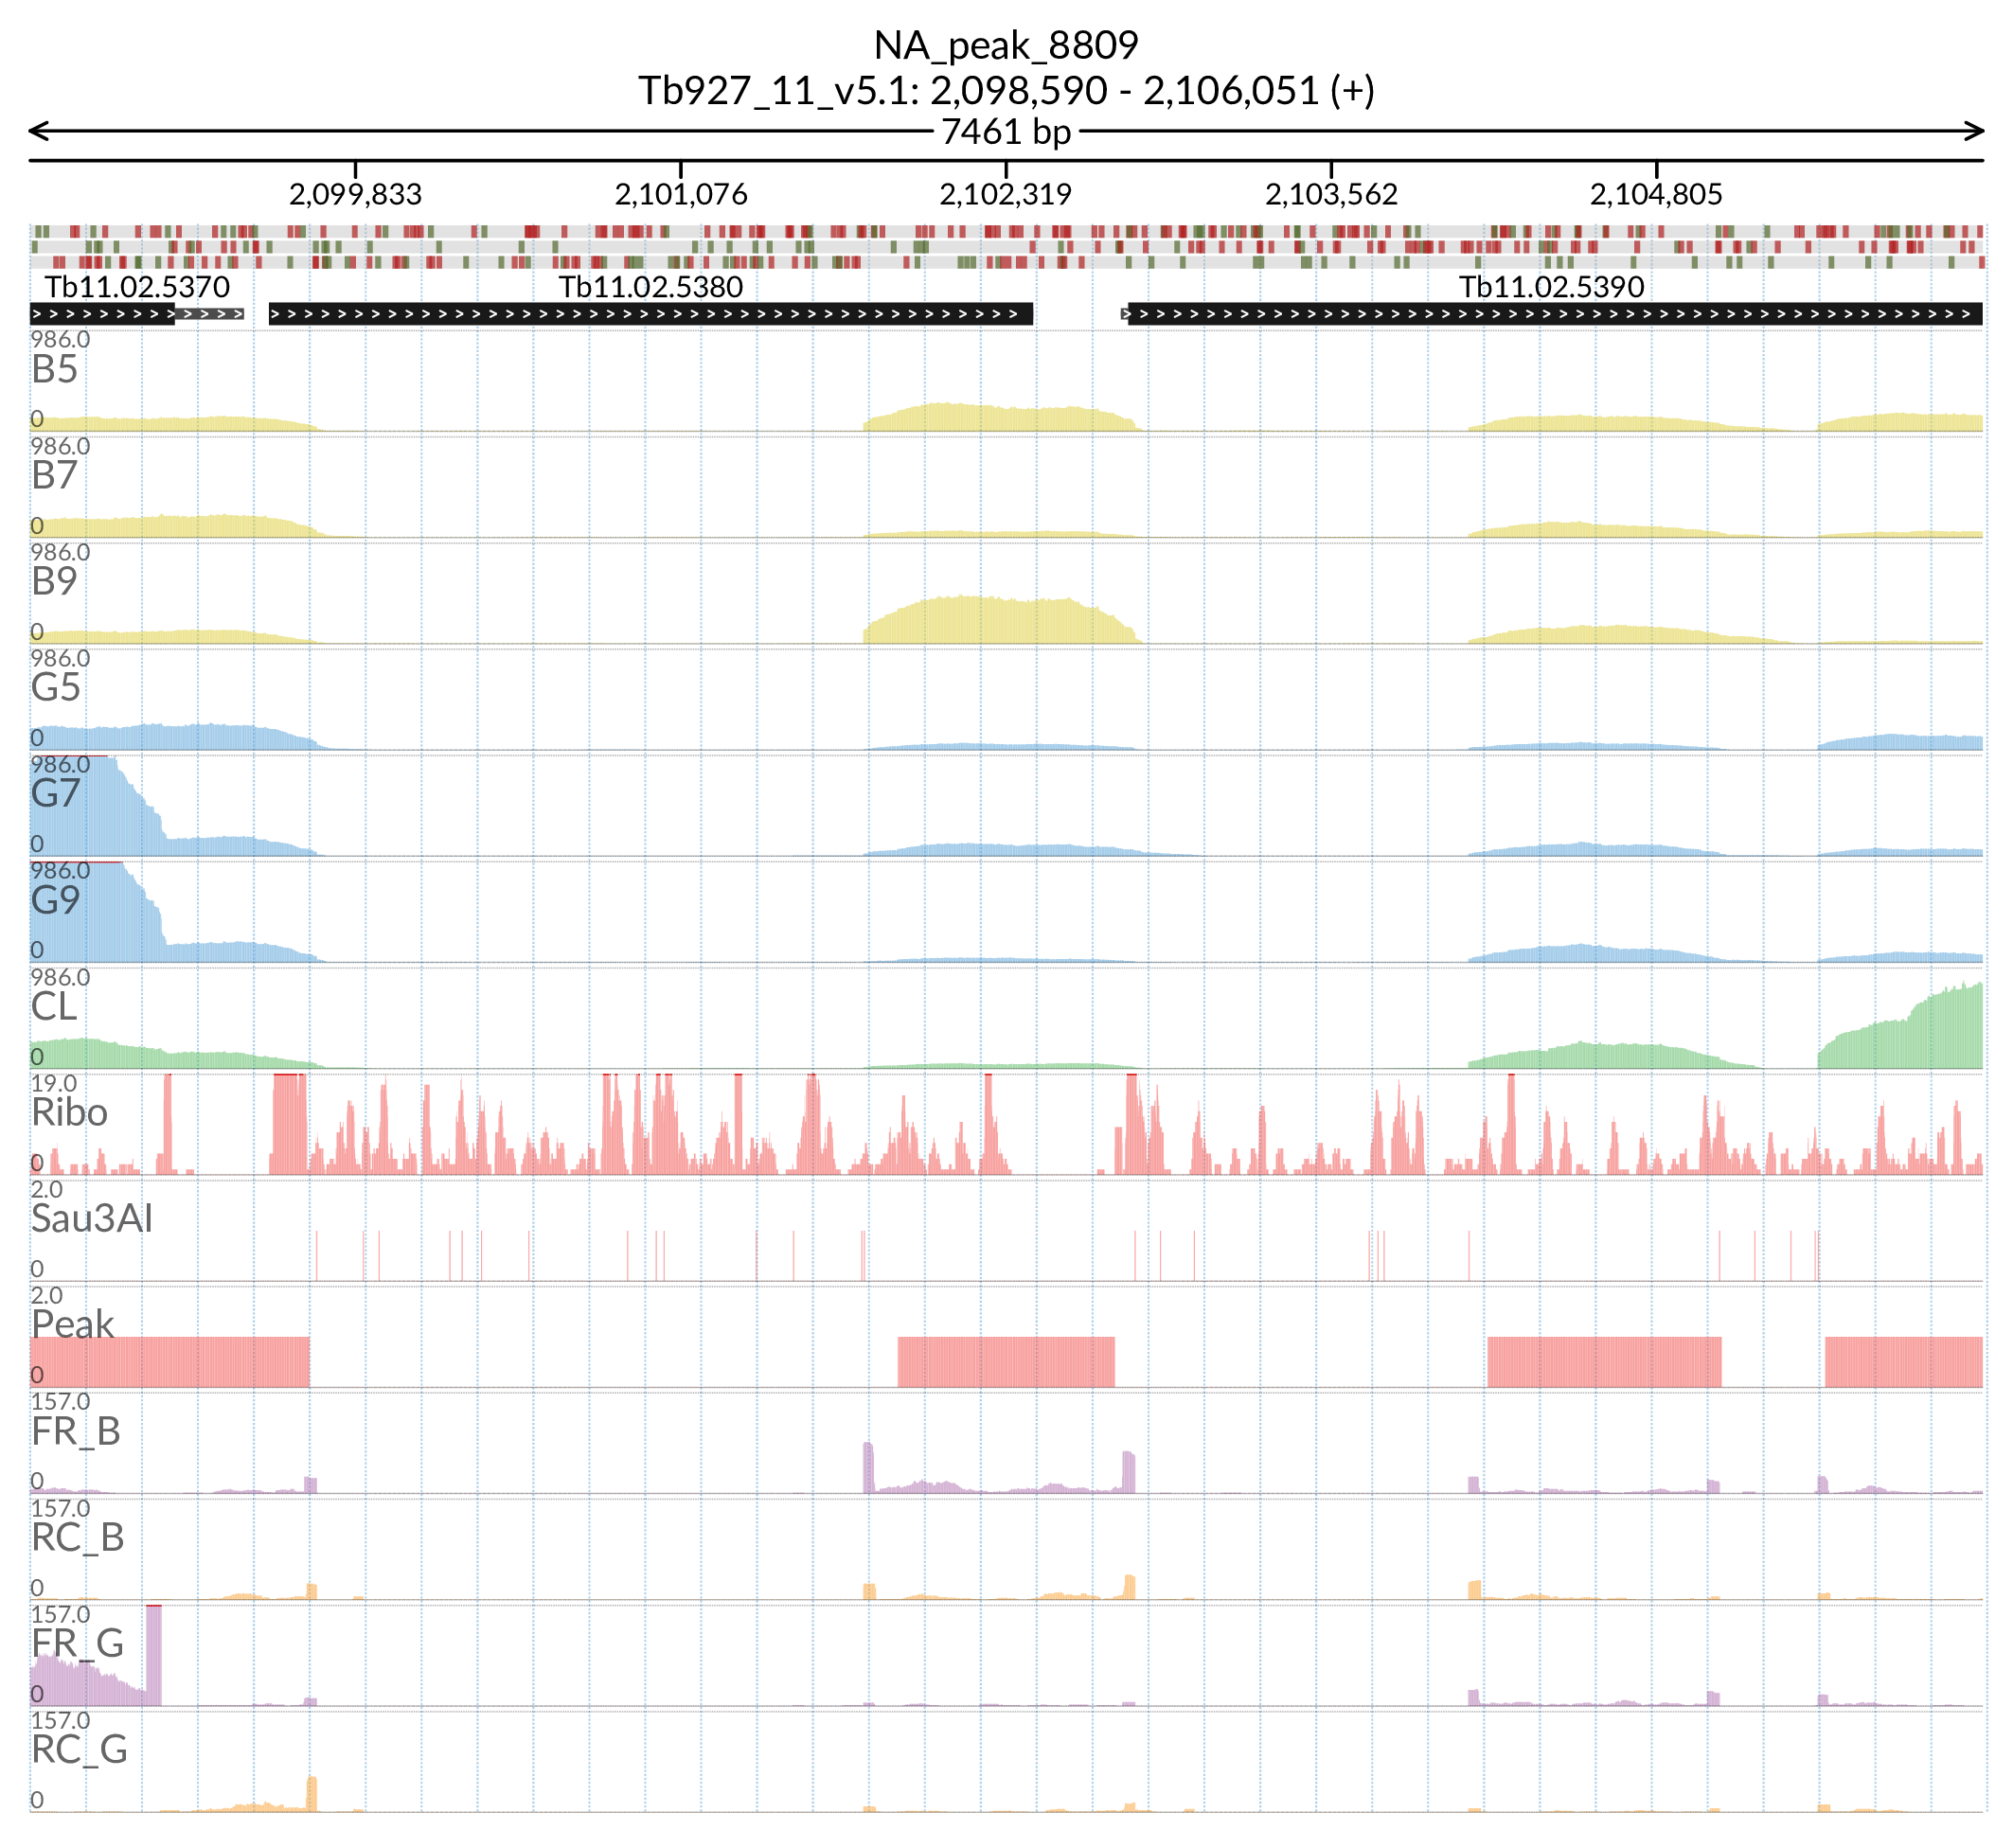 NA_peak_8809
Tb927_11_v5.1: 2,098,590 - 2,106,051 (+)
7461 bp
2,099,833 2,101,076 2,102,319 2,103,562 2,104,805
Tb11.02.5370 Tb11.02.5380 Tb11.02.5390
986.0
B5
0
986.0
B7
0
986.0
B9
0
986.0
G5
0
986.0
G7
0
986.0
G9
0
986.0
CL
0
19.0
Ribo
0
2.0
Sau3AI
0
2.0
Peak
0
157.0
FR_B
0
157.0
RC_B
0
157.0
FR_G
0
157.0
RC_G
0